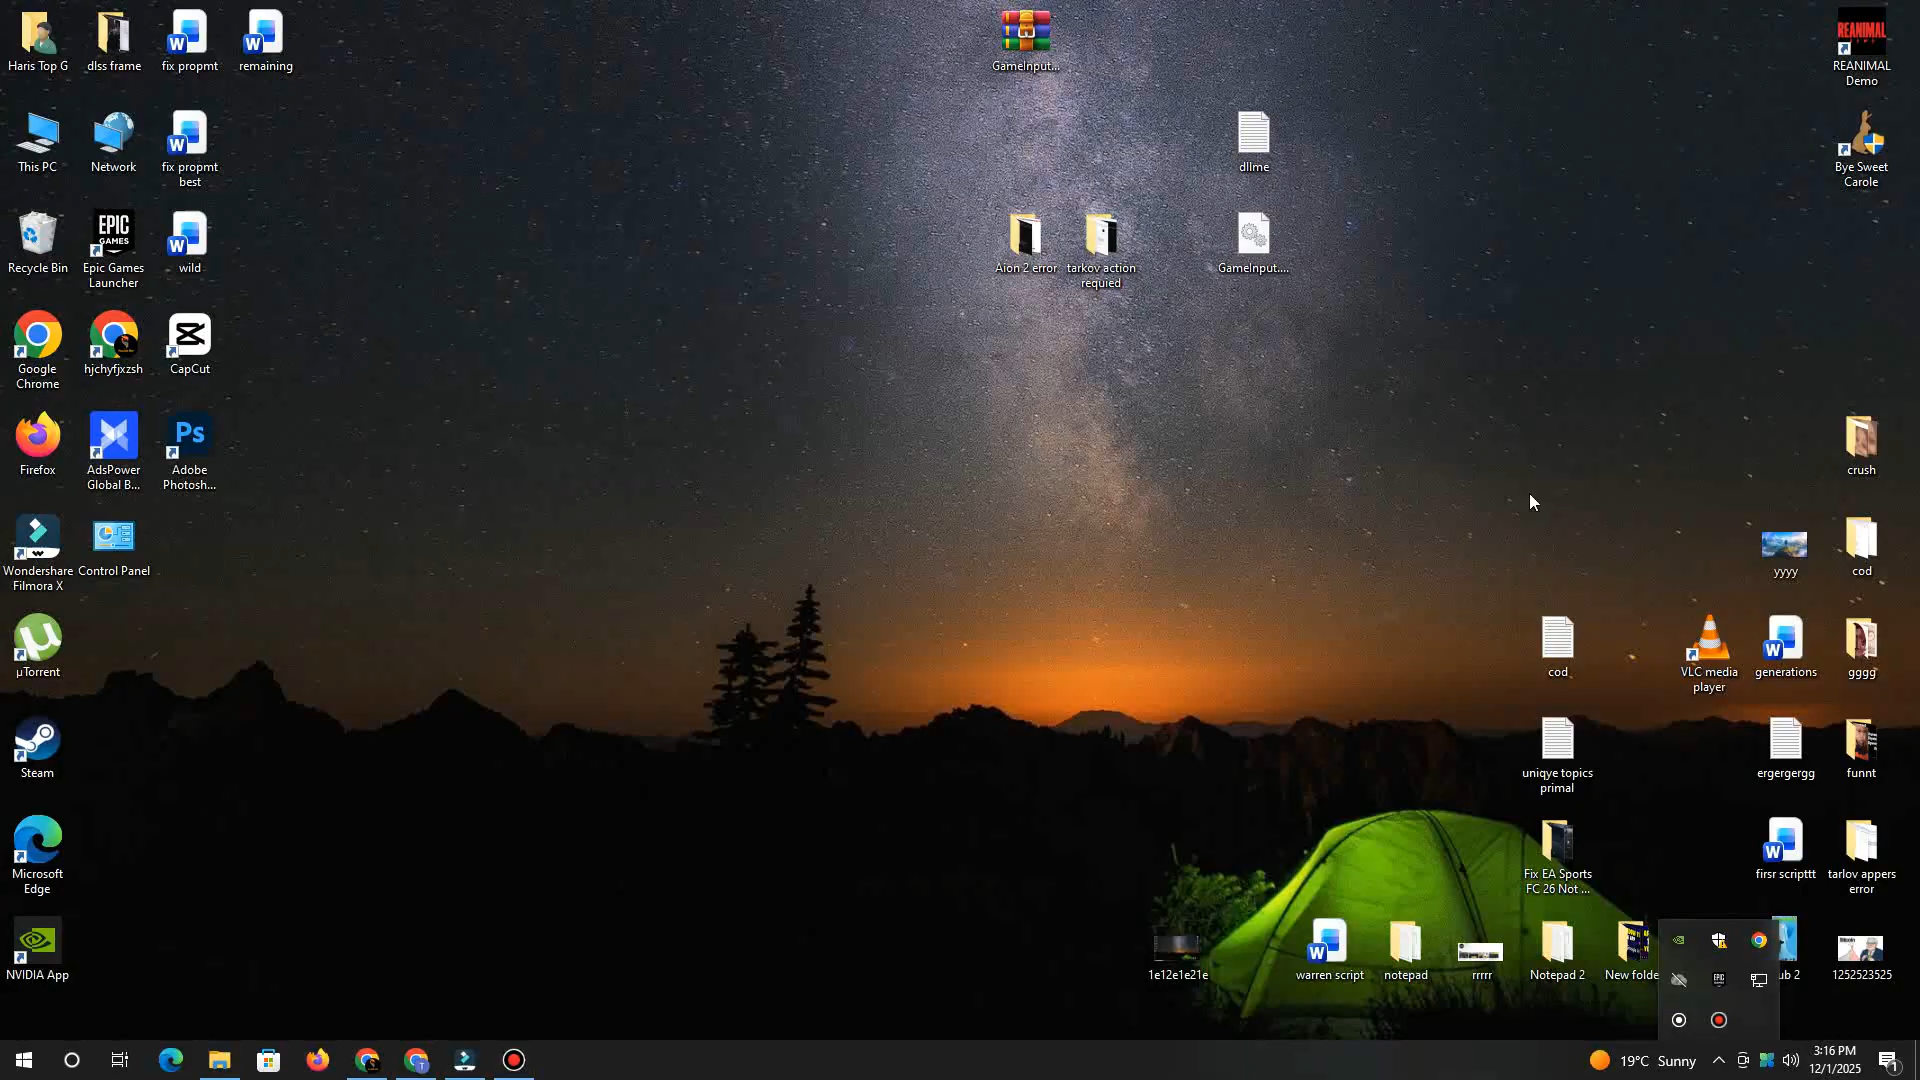 Haris Top G
dlss frame
fix propmt
remaining
GameInput...
REANIMAL
REANIMAL
Demo
This PC
Network
fix propmt
best
dllme
Bye Sweet
Carole
Recycle Bin
EPIC
GAMES
Epic Games
Launcher
wild
Aion 2 error
tarkov action
requied
GameInput....
Google
Chrome
hjchyfjxzsh
CapCut
Firefox
AdsPower
Global B...
Ps
Adobe
Photosh...
crush
Wondershare
Filmora X
Control Panel
yyyy
cod
µTorrent
cod
VLC media
player
generations
gggg
Steam
uniqye topics
primal
ergergergg
funnt
Microsoft
Edge
Fix EA Sports
FC 26 Not ...
firsr scripttt
tarlov appers
error
NVIDIA App
1e12e1e21e
warren script
notepad
rrrrr
Notepad 2
New folde
ub 2
1252523525
19°C Sunny
3:16 PM
12/1/2025
1